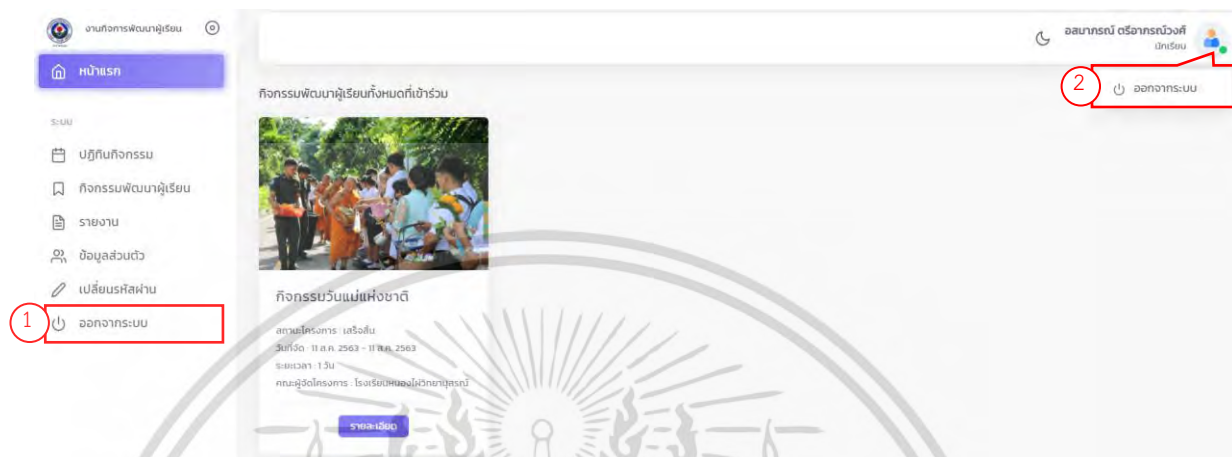 งานกิจการพัฒนาผู้เรียน
อสมาภรณ์ ตรีอาภรณ์วงศ์
นักเรียน
หน้าแรก
2
ออกจากระบบ
กิจกรรมพัฒนาผู้เรียนทั้งหมดที่เข้าร่วม
ระบบ
ปฏิทินกิจกรรม
กิจกรรมพัฒนาผู้เรียน
รายงาน
ข้อมูลส่วนตัว
เปลี่ยนรหัสผ่าน
1
ออกจากระบบ
กิจกรรมวันแม่แห่งชาติ
สถานะโครงการ : เสร็จสิ้น
วันที่จัด : 11 ส.ค. 2563 - 11 ส.ค. 2563
ระยะเวลา : 1 วัน
คณะผู้จัดโครงการ : โรงเรียนหนองไผ่วิทยานุสรณ์
รายละเอียด